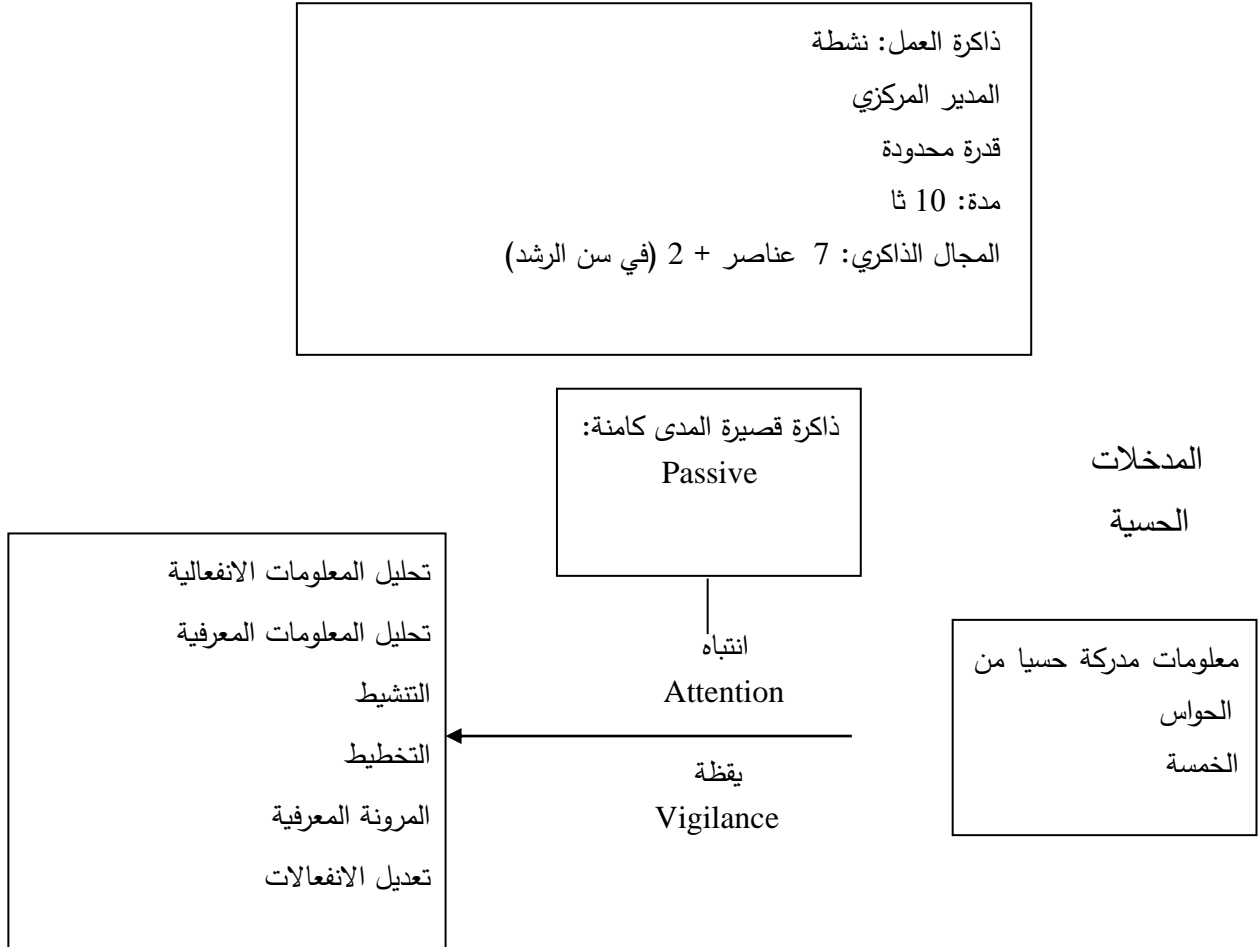 ذاكرة العمل: نشطة
المدير المركزي
قدرة محدودة
مدة: 10 ثا
المجال الذاكري: 7 عناصر + 2 (في سن الرشد)
ذاكرة قصيرة المدى كامنة:
Passive
المدخلات
الحسية
معلومات مدركة حسيا من
الحواس
الخمسة
انتباه
Attention
يقظة
Vigilance
تحليل المعلومات الانفعالية
تحليل المعلومات المعرفية
التنشيط
التخطيط
المرونة المعرفية
تعديل الانفعالات